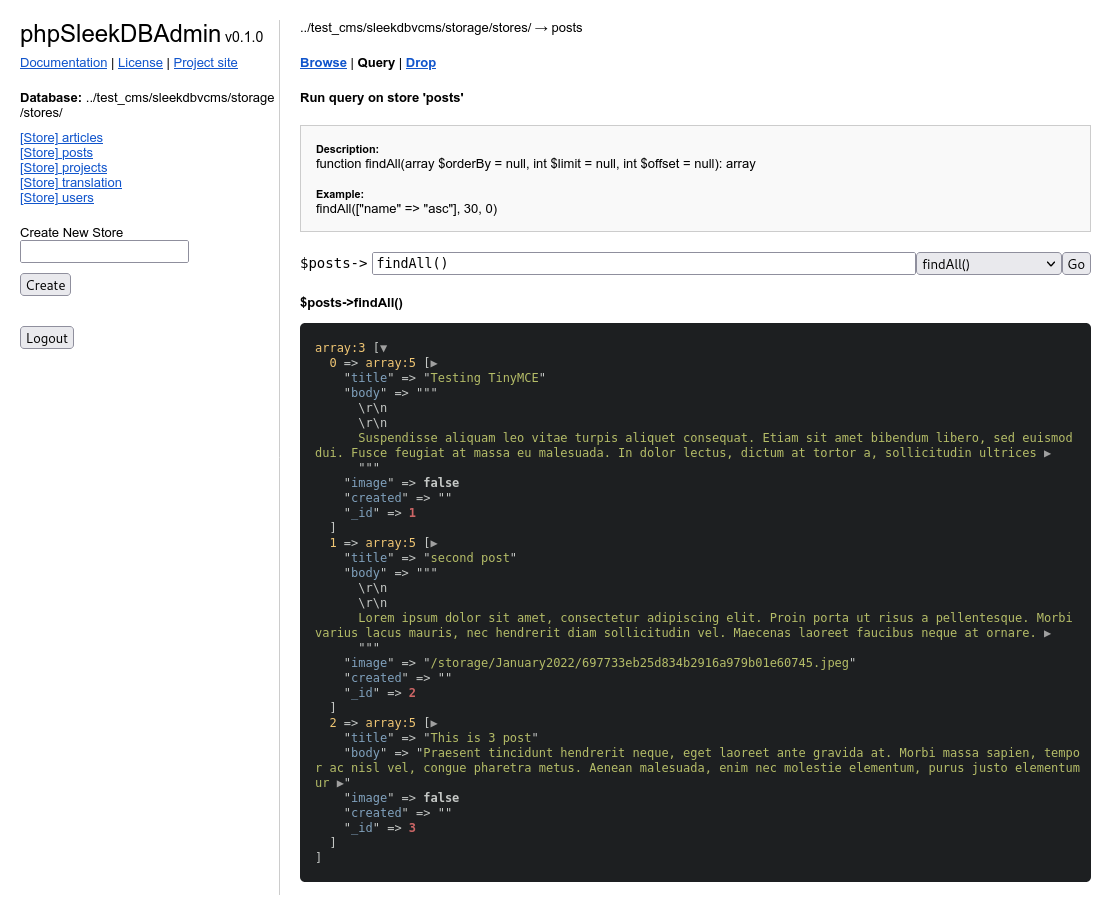 phpSleekDBAdmin v0.1.0
Documentation | License | Project site
Database: ../test_cms/sleekdbvcms/storage
/stores/
[Store] articles
[Store] posts
[Store] projects
[Store] translation
[Store] users
Create New Store
Create
Logout
../test_cms/sleekdbvcms/storage/stores/ → posts
Browse | Query | Drop
Run query on store 'posts'
Description:
function findAll(array $orderBy = null, int $limit = null, int $offset = null): array
Example:
findAll(["name" => "asc"], 30, 0)
$posts-> findAll() findAll() Go
$posts->findAll()
array:3 [▼
0 => array:5 [▶
"title" => "Testing TinyMCE"
"body" => """
\r\n
\r\n
Suspendisse aliquam leo vitae turpis aliquet consequat. Etiam sit amet bibendum libero, sed euismod
dui. Fusce feugiat at massa eu malesuada. In dolor lectus, dictum at tortor a, sollicitudin ultrices ▶
"""
"image" => false
"created" => ""
"_id" => 1
]
1 => array:5 [▶
"title" => "second post"
"body" => """
\r\n
\r\n
Lorem ipsum dolor sit amet, consectetur adipiscing elit. Proin porta ut risus a pellentesque. Morbi
varius lacus mauris, nec hendrerit diam sollicitudin vel. Maecenas laoreet faucibus neque at ornare. ▶
"""
"image" => "/storage/January2022/697733eb25d834b2916a979b01e60745.jpeg"
"created" => ""
"_id" => 2
]
2 => array:5 [▶
"title" => "This is 3 post"
"body" => "Praesent tincidunt hendrerit neque, eget laoreet ante gravida at. Morbi massa sapien, tempo
r ac nisl vel, congue pharetra metus. Aenean malesuada, enim nec molestie elementum, purus justo elementum
ur ▶"
"image" => false
"created" => ""
"_id" => 3
]
]